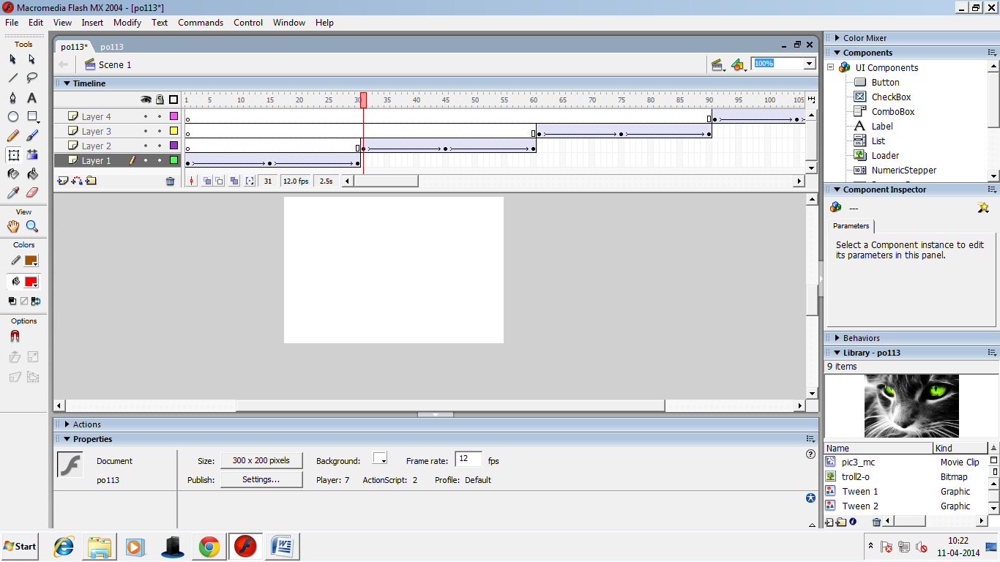 Macromedia Flash MX 2004 - [po113*]
File Edit View Insert Modify Text Commands Control Window Help
Tools
View
Colors
Options
po113* po113
Scene 1
100%
Timeline
1 5 10 15 20 25 30 35 40 45 50 55 60 65 70 75 80 85 90 95 100 105
Layer 4
Layer 3
Layer 2
Layer 1
31 12.0 fps 2.5s
Actions
Properties
Document
po113
Size: 300 x 200 pixels Background: Frame rate: 12 fps
Publish: Settings... Player: 7 ActionScript: 2 Profile: Default
Color Mixer
Components
UI Components
Button
CheckBox
ComboBox
Label
List
Loader
NumericStepper
Component Inspector
---
Parameters
Select a Component instance to edit
its parameters in this panel.
Behaviors
Library - po113
9 items
Name Kind
pic3_mc Movie Clip
troll2-o Bitmap
Tween 1 Graphic
Tween 2 Graphic
Start
10:22
11-04-2014